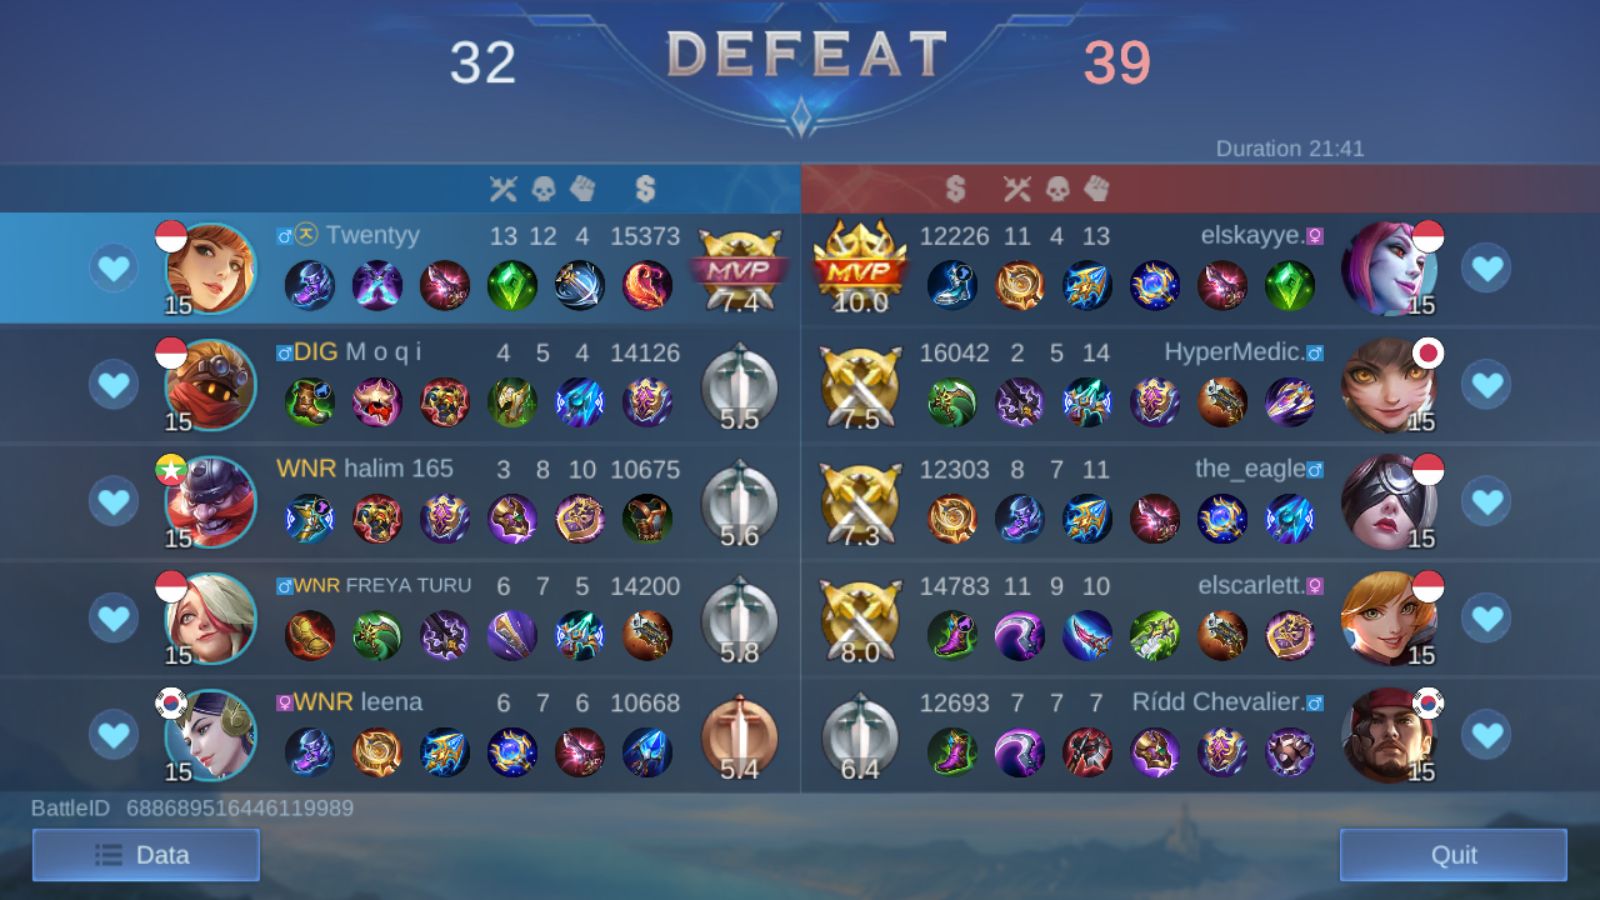 32 DEFEAT 39
Duration 21:41
Twentyy 13 12 4 15373 MVP 7.4
15
MVP 10.0 12226 11 4 13 elskayye.
15
DIG M o q i 4 5 4 14126 5.5
15
7.5 16042 2 5 14 HyperMedic.
15
WNR halim 165 3 8 10 10675 5.6
15
7.3 12303 8 7 11 the_eagle
15
WNR FREYA TURU 6 7 5 14200 5.8
15
8.0 14783 11 9 10 elscarlett.
15
WNR leena 6 7 6 10668 5.4
15
6.4 12693 7 7 7 Rídd Chevalier.
15
BattleID 688689516446119989
Data
Quit